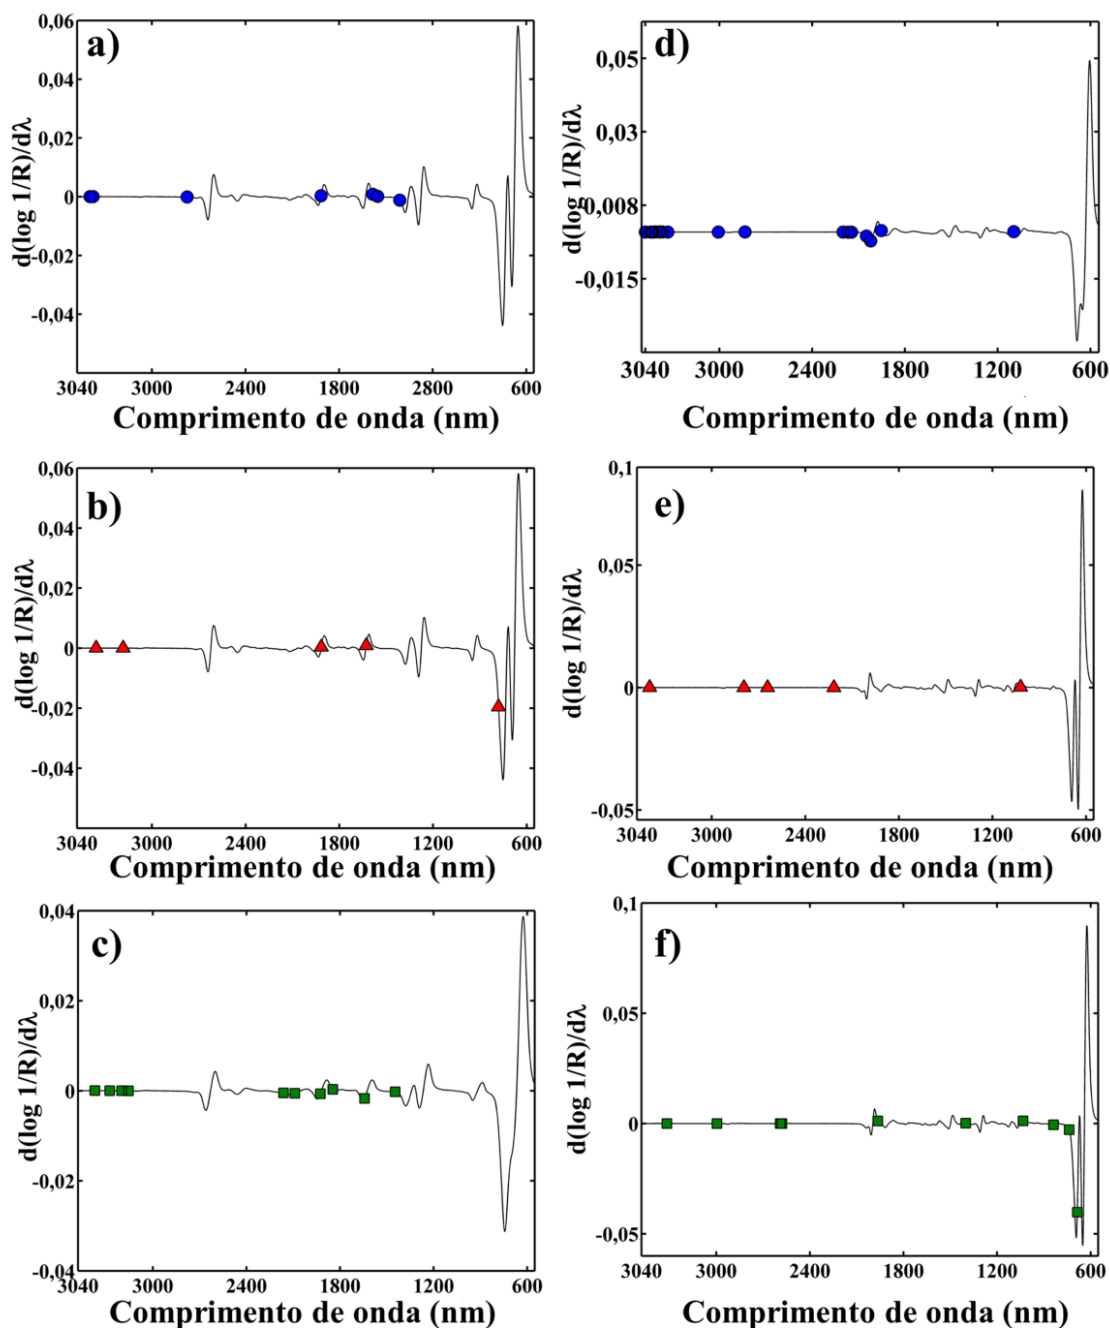 a)
d(log 1/R)/dλ
0,06
0,04
0,02
0
-0,02
-0,04
3040 3000 2400 1800 2800 600
Comprimento de onda (nm)
d)
d(log 1/R)/dλ
0,05
0,03
0,008
-0,015
3040 3000 2400 1800 1200 600
Comprimento de onda (nm)
b)
d(log 1/R)/dλ
0,06
0,04
0,02
0
-0,02
-0,04
3040 3000 2400 1800 1200 600
Comprimento de onda (nm)
e)
d(log 1/R)/dλ
0,1
0,05
0
-0,05
3040 3000 2400 1800 1200 600
Comprimento de onda (nm)
c)
d(log 1/R)/dλ
0,04
0,02
0
-0,02
-0,04
3040 3000 2400 1800 1200 600
Comprimento de onda (nm)
f)
d(log 1/R)/dλ
0,1
0,05
0
-0,05
3040 3000 2400 1800 1200 600
Comprimento de onda (nm)